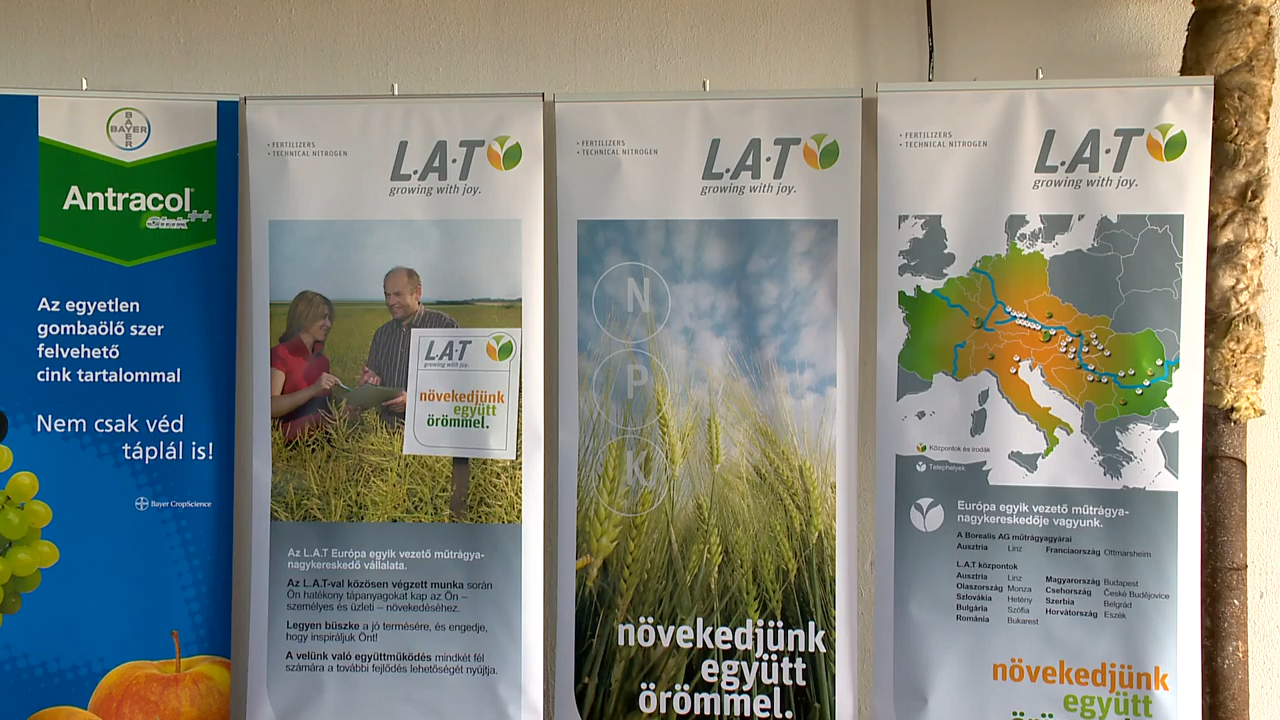 BAYER
BAYER
Antracol
cink++
Az egyetlen
gombaölő szer
felvehető
cink tartalommal
Nem csak véd
táplál is!
Bayer CropScience
• FERTILIZERS
• TECHNICAL NITROGEN
L·A·T
growing with joy.
L·A·T
growing with joy.
növekedjünk
együtt
örömmel.
Az L.A.T Európa egyik vezető műtrágya-
nagykereskedő vállalata.
Az L.A.T-val közösen végzett munka során
Ön hatékony tápanyagokat kap az Ön –
személyes és üzleti – növekedéséhez.
Legyen büszke a jó termésére, és engedje,
hogy inspiráljuk Önt!
A velünk való együttműködés mindkét fél
számára a további fejlődés lehetőségét nyújtja.
• FERTILIZERS
• TECHNICAL NITROGEN
L·A·T
growing with joy.
N
P
K
növekedjünk
együtt
örömmel.
• FERTILIZERS
• TECHNICAL NITROGEN
L·A·T
growing with joy.
Központok és irodák
Telephelyek
Európa egyik vezető műtrágya-
nagykereskedője vagyunk.
A Borealis AG műtrágyagyárai
Ausztria Linz Franciaország Ottmarsheim
L.A.T központok
Ausztria Linz Magyarország Budapest
Olaszország Monza Csehország České Budějovice
Szlovákia Hetény Szerbia Belgrád
Bulgária Szófia Horvátország Eszék
Románia Bukarest
növekedjünk
együtt